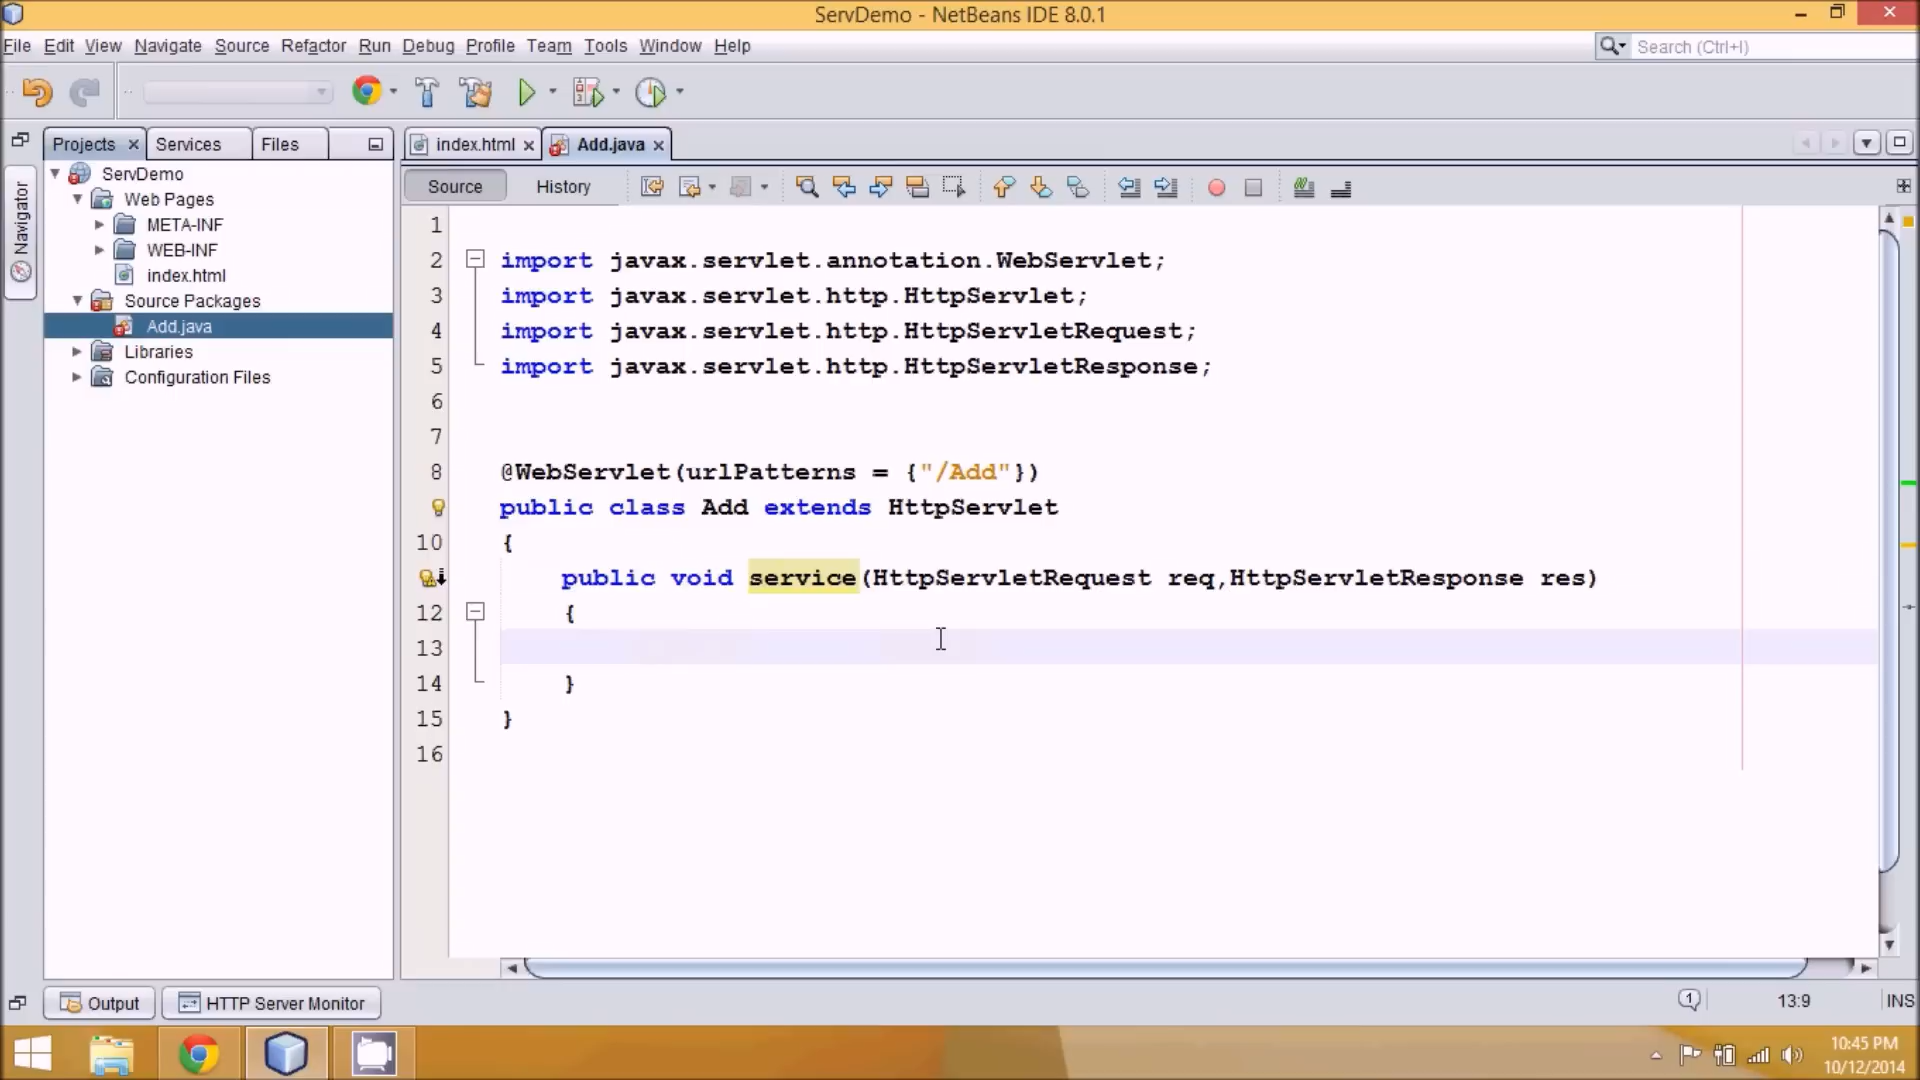 ServDemo - NetBeans IDE 8.0.1
File Edit View Navigate Source Refactor Run Debug Profile Team Tools Window Help
Search (Ctrl+I)
Projects Services Files
index.html Add.java
Navigator
ServDemo
Web Pages
META-INF
WEB-INF
index.html
Source Packages
Add.java
Libraries
Configuration Files
Source History
1
2 import javax.servlet.annotation.WebServlet;
3 import javax.servlet.http.HttpServlet;
4 import javax.servlet.http.HttpServletRequest;
5 import javax.servlet.http.HttpServletResponse;
6
7
8 @WebServlet(urlPatterns = {"/Add"})
public class Add extends HttpServlet
10 {
public void service(HttpServletRequest req,HttpServletResponse res)
12 {
13
14 }
15 }
16
Output HTTP Server Monitor
1 13:9 INS
10:45 PM
10/12/2014